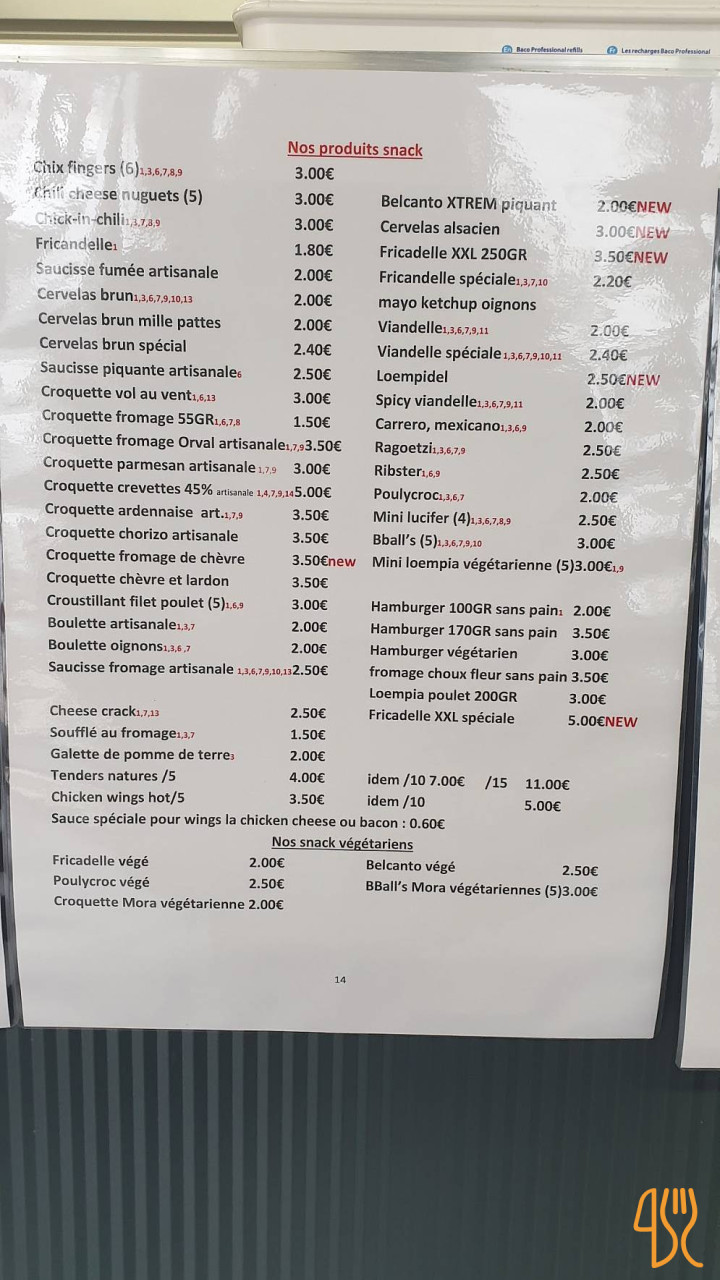 En Baco Professional refills Fr Les recharges Baco Professional
Nos produits snack
Chix fingers (6)1,3,6,7,8,9 3.00€
Chili cheese nuguets (5) 3.00€
Chick-in-chili1,3,7,8,9 3.00€
Fricandelle1 1.80€
Saucisse fumée artisanale 2.00€
Cervelas brun1,3,6,7,9,10,13 2.00€
Cervelas brun mille pattes 2.00€
Cervelas brun spécial 2.40€
Saucisse piquante artisanale6 2.50€
Croquette vol au vent1,6,13 3.00€
Croquette fromage 55GR1,6,7,8 1.50€
Croquette fromage Orval artisanale1,7,93.50€
Croquette parmesan artisanale 1,7,9 3.00€
Croquette crevettes 45% artisanale 1,4,7,9,145.00€
Croquette ardennaise art.1,7,9 3.50€
Croquette chorizo artisanale 3.50€
Croquette fromage de chèvre 3.50€new
Croquette chèvre et lardon 3.50€
Croustillant filet poulet (5)1,6,9 3.00€
Boulette artisanale1,3,7 2.00€
Boulette oignons1,3,6 ,7 2.00€
Saucisse fromage artisanale 1,3,6,7,9,10,132.50€
Belcanto XTREM piquant 2.00€NEW
Cervelas alsacien 3.00€NEW
Fricadelle XXL 250GR 3.50€NEW
Fricandelle spéciale1,3,7,10 2.20€
mayo ketchup oignons
Viandelle1,3,6,7,9,11 2.00€
Viandelle spéciale 1,3,6,7,9,10,11 2.40€
Loempidel 2.50€NEW
Spicy viandelle1,3,6,7,9,11 2.00€
Carrero, mexicano1,3,6,9 2.00€
Ragoetzi1,3,6,7,9 2.50€
Ribster1,6,9 2.50€
Poulycroc1,3,6,7 2.00€
Mini lucifer (4)1,3,6,7,8,9 2.50€
Bball's (5)1,3,6,7,9,10 3.00€
Mini loempia végétarienne (5)3.00€1,9
Hamburger 100GR sans pain1 2.00€
Hamburger 170GR sans pain 3.50€
Hamburger végétarien 3.00€
fromage choux fleur sans pain 3.50€
Loempia poulet 200GR 3.00€
Fricadelle XXL spéciale 5.00€NEW
Cheese crack1,7,13 2.50€
Soufflé au fromage1,3,7 1.50€
Galette de pomme de terre3 2.00€
Tenders natures /5 4.00€ idem /10 7.00€ /15 11.00€
Chicken wings hot/5 3.50€ idem /10 5.00€
Sauce spéciale pour wings la chicken cheese ou bacon : 0.60€
Nos snack végétariens
Fricadelle végé 2.00€ Belcanto végé 2.50€
Poulycroc végé 2.50€ BBall's Mora végétariennes (5)3.00€
Croquette Mora végétarienne 2.00€
14